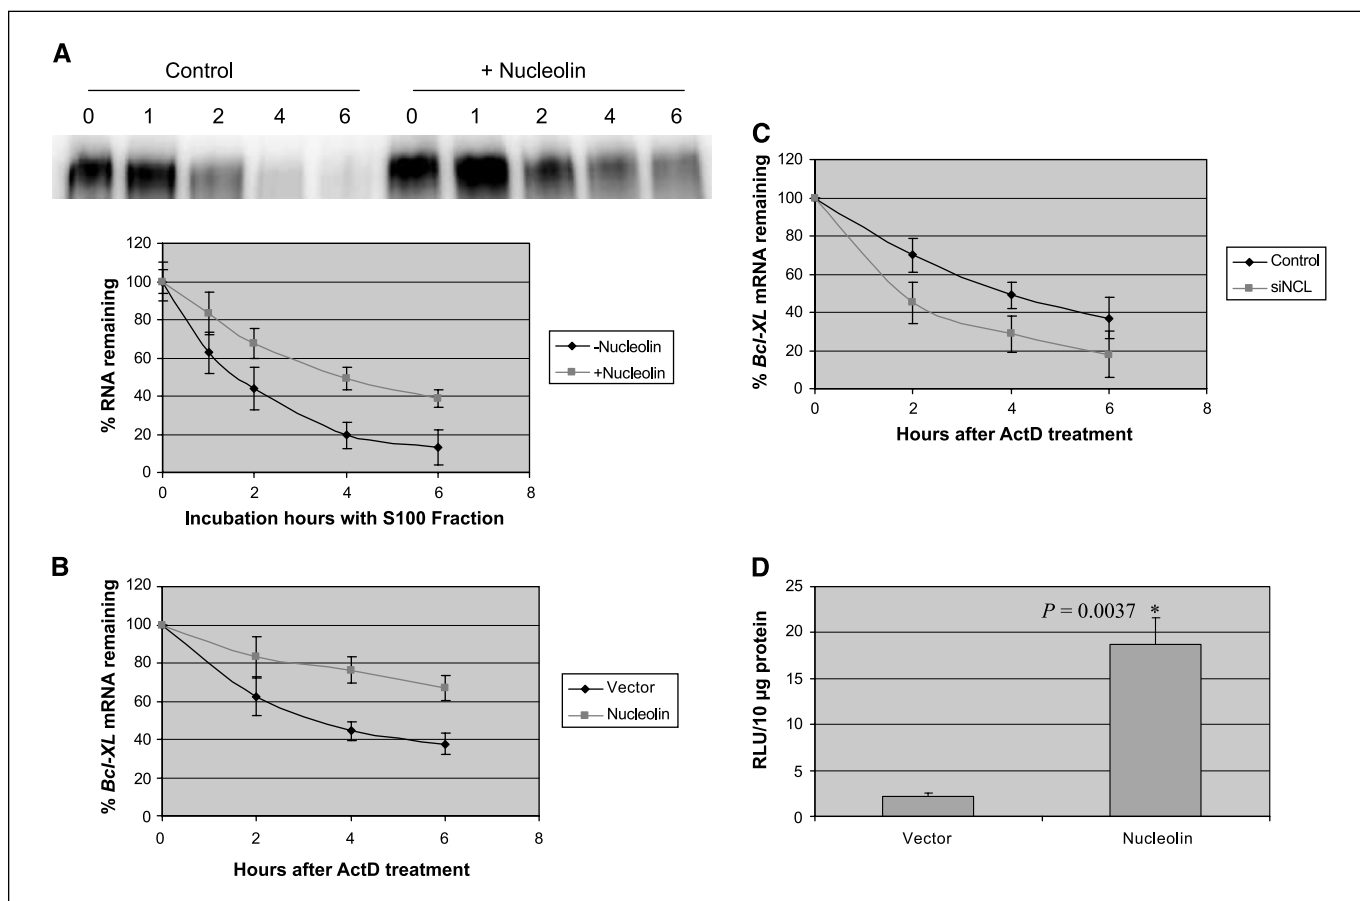 A
Control + Nucleolin
0 1 2 4 6 0 1 2 4 6
120
100
80
60
40
20
0
0 2 4 6 8
% RNA remaining
Incubation hours with S100 Fraction
-Nucleolin
+Nucleolin
B
120
100
80
60
40
20
0
0 2 4 6 8
% Bcl-XL mRNA remaining
Hours after ActD treatment
Vector
Nucleolin
C
120
100
80
60
40
20
0
0 2 4 6 8
% Bcl-XL mRNA remaining
Hours after ActD treatment
Control
siNCL
D
25
20
15
10
5
0
RLU/10 µg protein
P = 0.0037 *
Vector Nucleolin